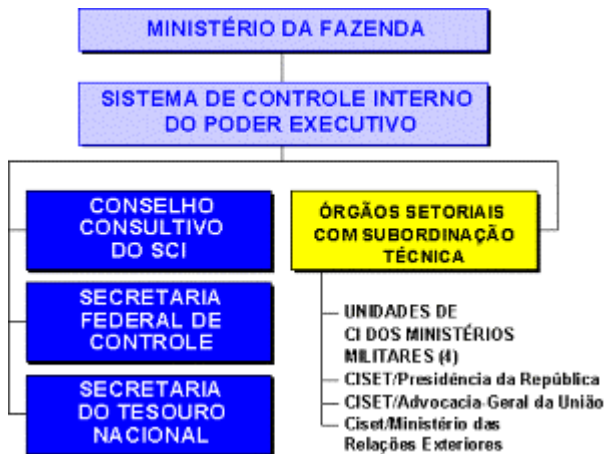 MINISTÉRIO DA FAZENDA
SISTEMA DE CONTROLE INTERNO
DO PODER EXECUTIVO
CONSELHO
CONSULTIVO
DO SCI
SECRETARIA
FEDERAL DE
CONTROLE
SECRETARIA
DO TESOURO
NACIONAL
ÓRGÃOS SETORIAIS
COM SUBORDINAÇÃO
TÉCNICA
UNIDADES DE
CI DOS MINISTÉRIOS
MILITARES (4)
CISET/Presidência da República
CISET/Advocacia-Geral da União
Ciset/Ministério das
Relações Exteriores